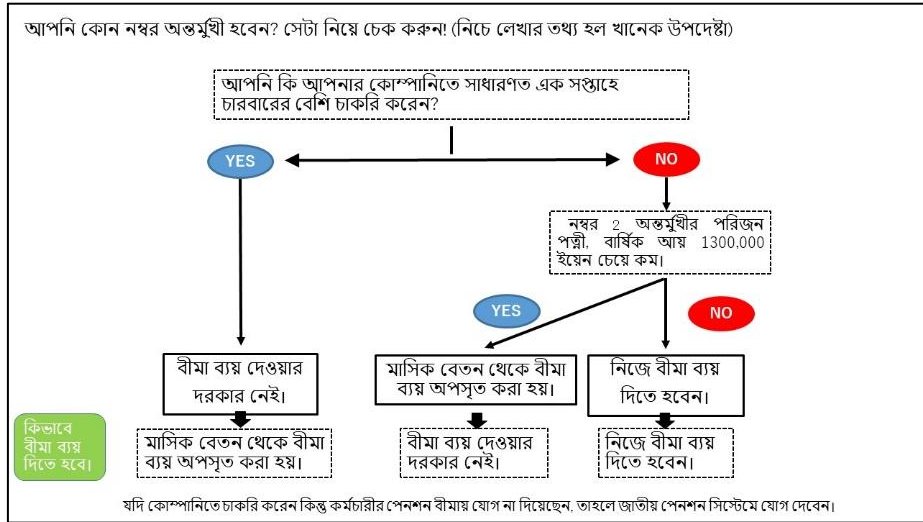 আপনি কোন নম্বর অন্তর্মুখী হবেন? সেটা নিয়ে চেক করুন! (নিচে লেখার তথ্য হল খানেক উপদেষ্টা)
আপনি কি আপনার কোম্পানিতে সাধারণত এক সপ্তাহে
চারবারের বেশি চাকরি করেন?
YES
NO
নম্বর 2 অন্তর্মুখীর পরিজন
পত্নী, বার্ষিক আয় 1300,000
ইয়েন চেয়ে কম।
YES
NO
বীমা ব্যয় দেওয়ার
দরকার নেই।
মাসিক বেতন থেকে বীমা
ব্যয় অপসৃত করা হয়।
নিজে বীমা ব্যয়
দিতে হবেন।
কিভাবে
বীমা ব্যয়
দিতে হবে।
মাসিক বেতন থেকে বীমা
ব্যয় অপসৃত করা হয়।
বীমা ব্যয় দেওয়ার
দরকার নেই।
নিজে বীমা ব্যয়
দিতে হবেন।
যদি কোম্পানিতে চাকরি করেন কিন্তু কর্মচারীর পেনশন বীমায় যোগ না দিয়েছেন, তাহলে জাতীয় পেনশন সিস্টেমে যোগ দেবেন।